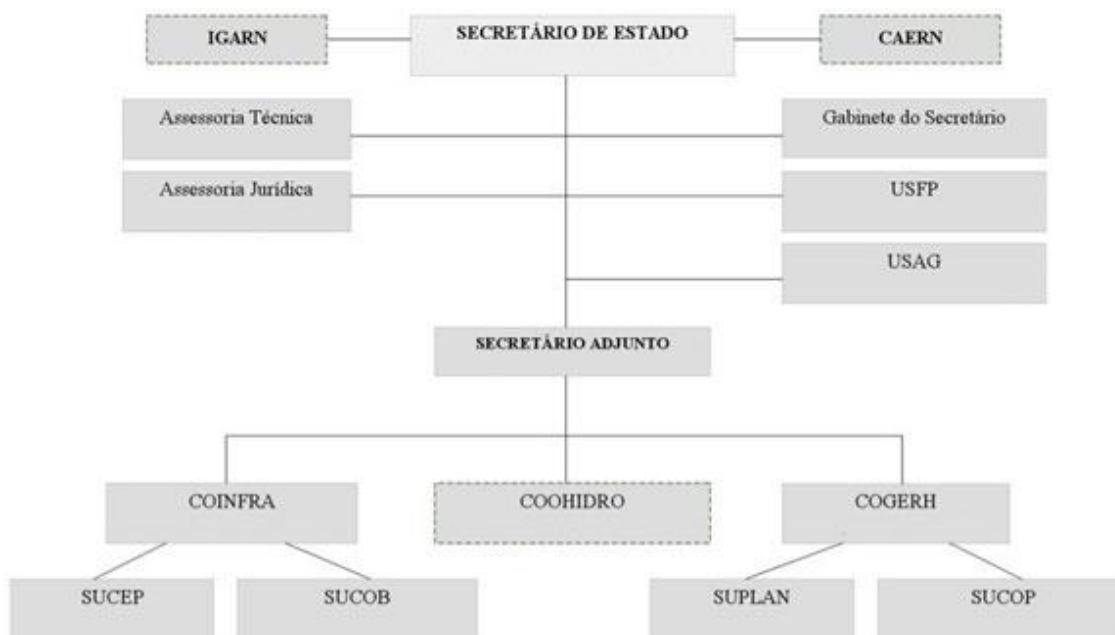 IGARN
SECRETÁRIO DE ESTADO
CAERN
Assessoria Técnica
Gabinete do Secretário
Assessoria Jurídica
USFP
USAG
SECRETÁRIO ADJUNTO
COINFRA
COOHIDRO
COGERH
SUCEP
SUCOB
SUPLAN
SUCOP